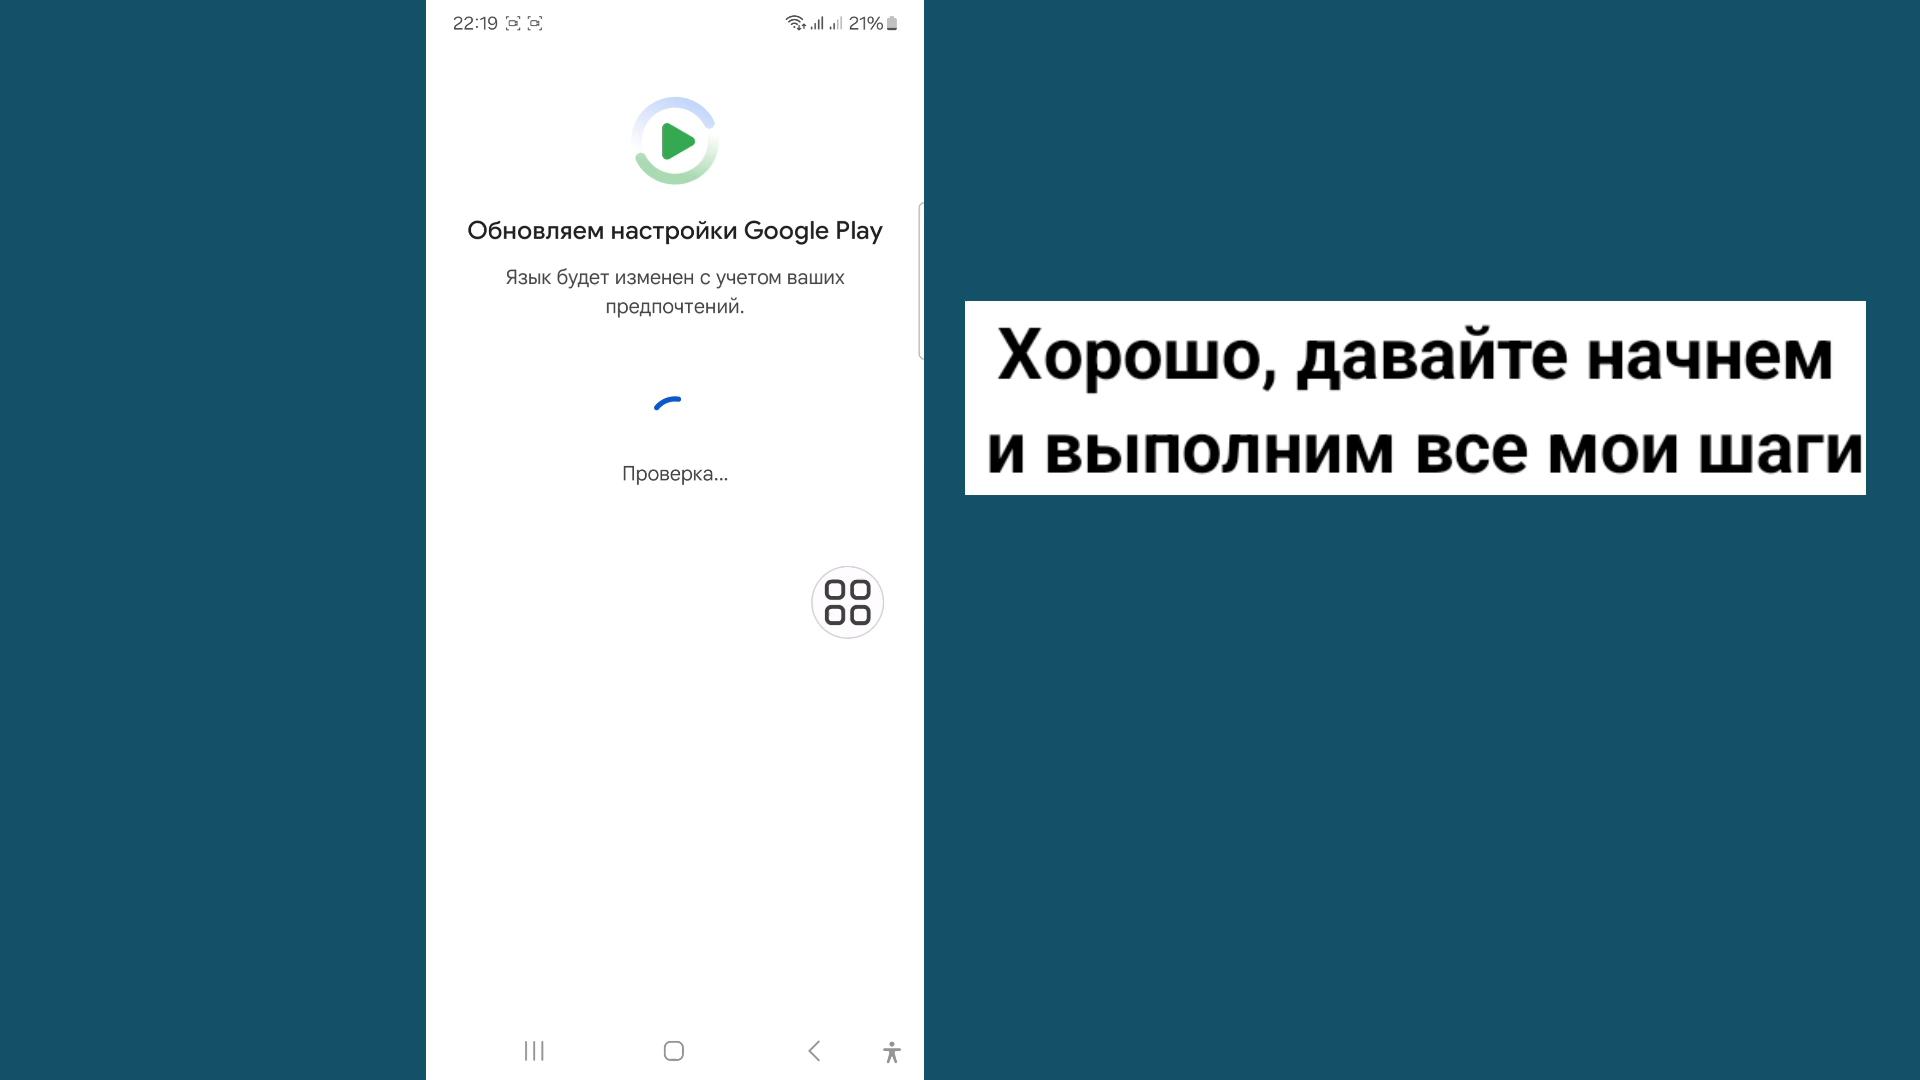 22:19
21%
Обновляем настройки Google Play
Язык будет изменен с учетом ваших
предпочтений.
Проверка...
Хорошо, давайте начнем
и выполним все мои шаги